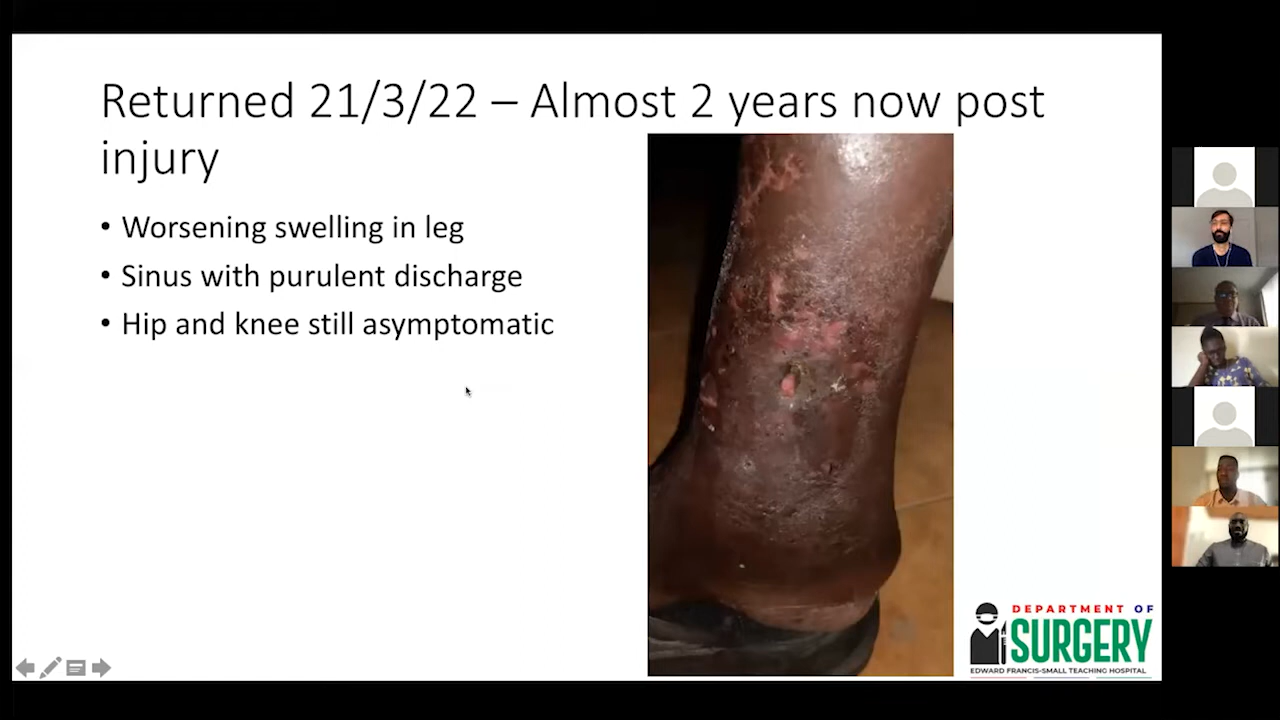 Returned 21/3/22 – Almost 2 years now post
injury
• Worsening swelling in leg
• Sinus with purulent discharge
• Hip and knee still asymptomatic
DEPARTMENT OF
SURGERY
EDWARD FRANCIS-SMALL TEACHING HOSPITAL